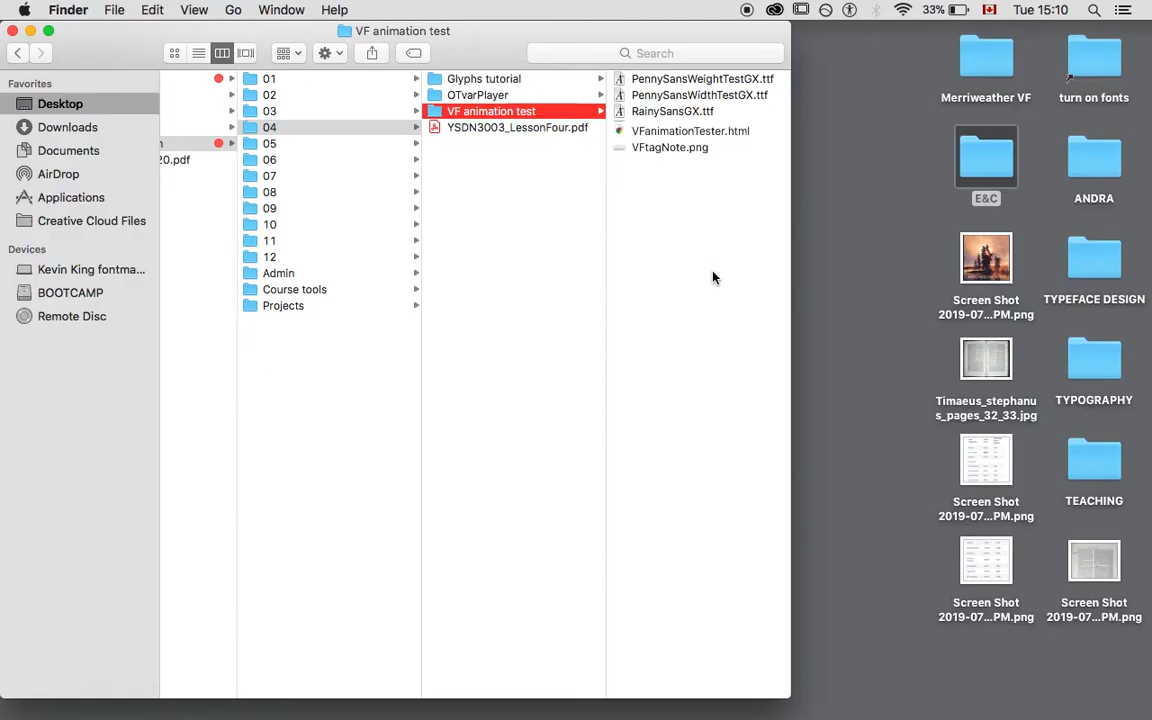 Finder File Edit View Go Window Help 33% Tue 15:10
VF animation test
Search
Favorites
Desktop
Downloads
Documents
AirDrop
Applications
Creative Cloud Files
Devices
Kevin King fontma...
BOOTCAMP
Remote Disc
n
20.pdf
01
02
03
04
05
06
07
08
09
10
11
12
Admin
Course tools
Projects
Glyphs tutorial
OTvarPlayer
VF animation test
YSDN3003_LessonFour.pdf
PennySansWeightTestGX.ttf
PennySansWidthTestGX.ttf
RainySansGX.ttf
VFanimationTester.html
VFtagNote.png
Merriweather VF
turn on fonts
E&C
ANDRA
Screen Shot
2019-07...PM.png
TYPEFACE DESIGN
Timaeus_stephanu
s_pages_32_33.jpg
TYPOGRAPHY
Screen Shot
2019-07...PM.png
TEACHING
Screen Shot
2019-07...PM.png
Screen Shot
2019-07...PM.png